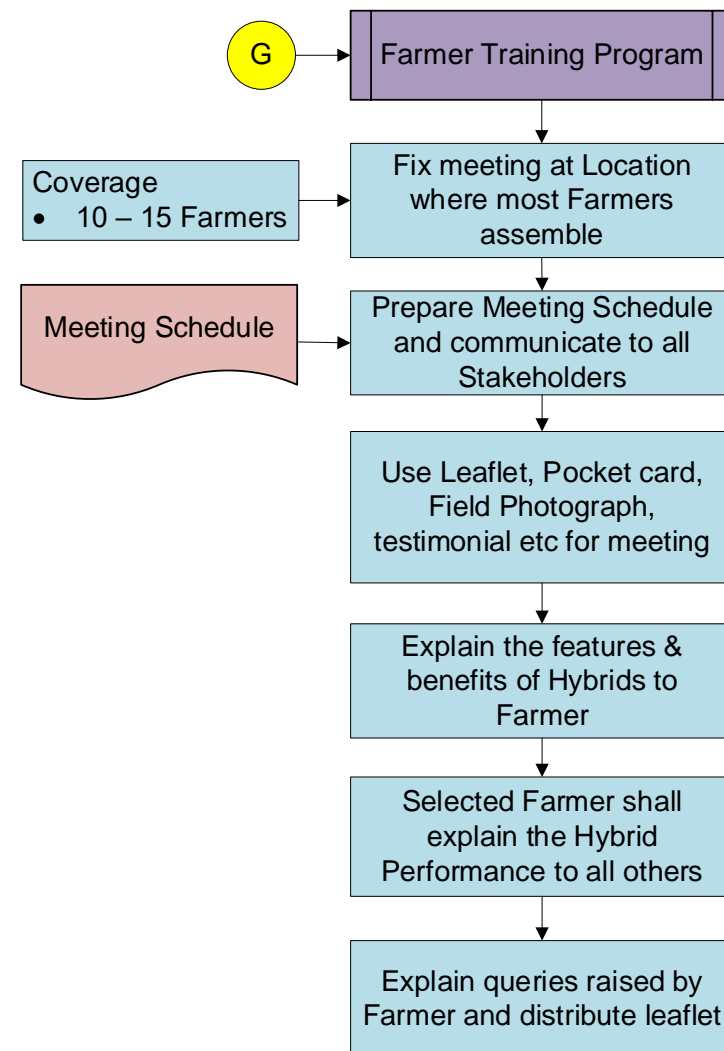 G
Farmer Training Program
Coverage
• 10 – 15 Farmers
Fix meeting at Location
where most Farmers
assemble
Meeting Schedule
Prepare Meeting Schedule
and communicate to all
Stakeholders
Use Leaflet, Pocket card,
Field Photograph,
testimonial etc for meeting
Explain the features &
benefits of Hybrids to
Farmer
Selected Farmer shall
explain the Hybrid
Performance to all others
Explain queries raised by
Farmer and distribute leaflet